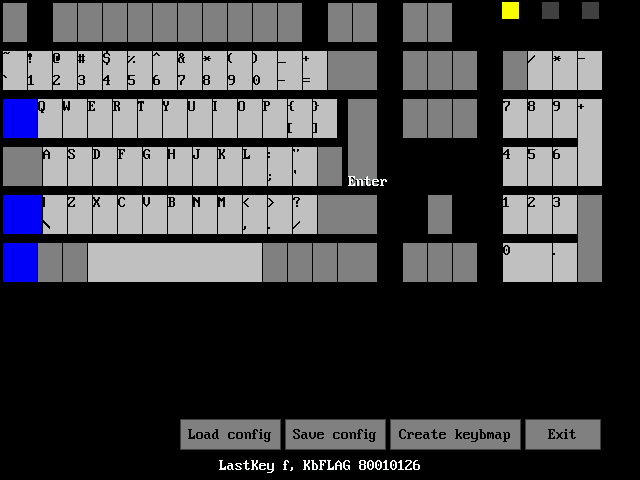 ~ ! @ # $ % ^ & * ( ) _ + / * -
` 1 2 3 4 5 6 7 8 9 0 - =
Q W E R T Y U I O P { } 7 8 9 +
[ ]
A S D F G H J K L : " 4 5 6
; '
Enter
| Z X C V B N M < > ? 1 2 3
\ , . /
0 .
Load config Save config Create keybmap Exit
LastKey f, KbFLAG 80010126